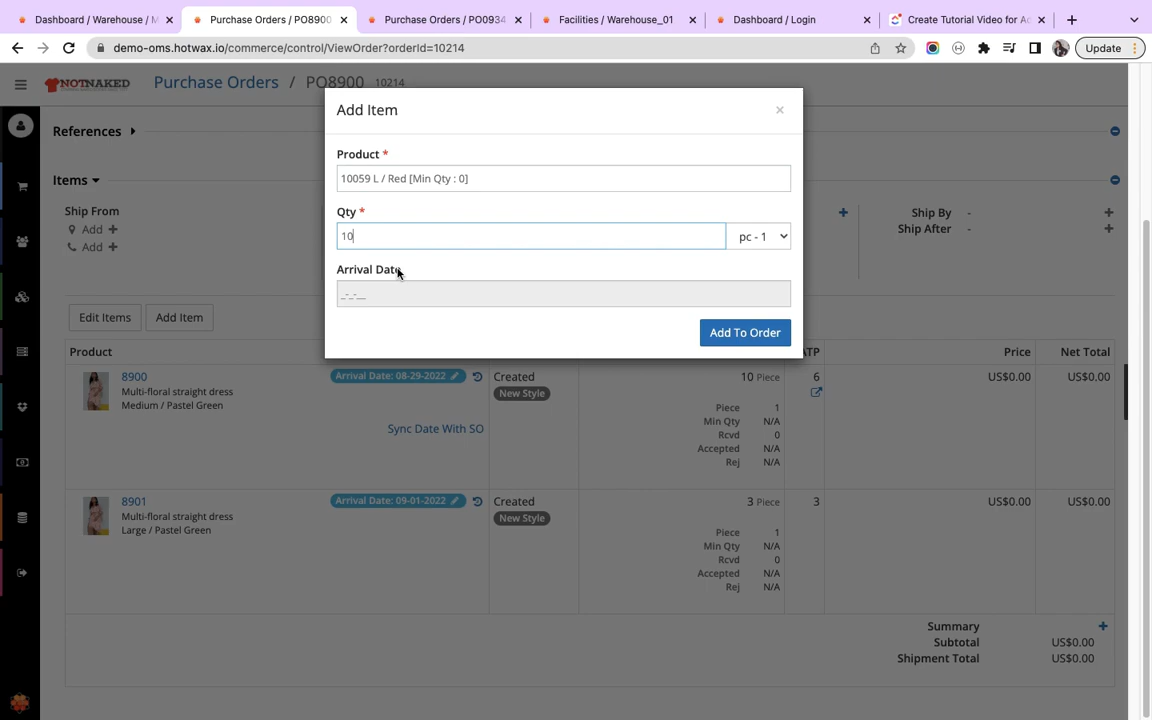 Dashboard / Warehouse / M
Purchase Orders / PO8900
Purchase Orders / PO0934
Facilities / Warehouse_01
Dashboard / Login
Create Tutorial Video for Ad
demo-oms.hotwax.io/commerce/control/ViewOrder?orderId=10214
Update
NOTNAKED
Purchase Orders / PO8900 10214
References
Items
Ship From
Add
Add
Ship By -
Ship After -
Add Item
×
Product *
10059 L / Red [Min Qty : 0]
Qty *
10
pc - 1
Arrival Date
_-_-__
Add To Order
Edit Items
Add Item
Product
ATP
Price
Net Total
8900
Arrival Date: 08-29-2022
Created
10 Piece
6
US$0.00
US$0.00
Multi-floral straight dress
New Style
Medium / Pastel Green
Sync Date With SO
Piece 1
Min Qty N/A
Rcvd 0
Accepted N/A
Rej N/A
8901
Arrival Date: 09-01-2022
Created
3 Piece
3
US$0.00
US$0.00
Multi-floral straight dress
New Style
Large / Pastel Green
Piece 1
Min Qty N/A
Rcvd 0
Accepted N/A
Rej N/A
Summary
Subtotal US$0.00
Shipment Total US$0.00